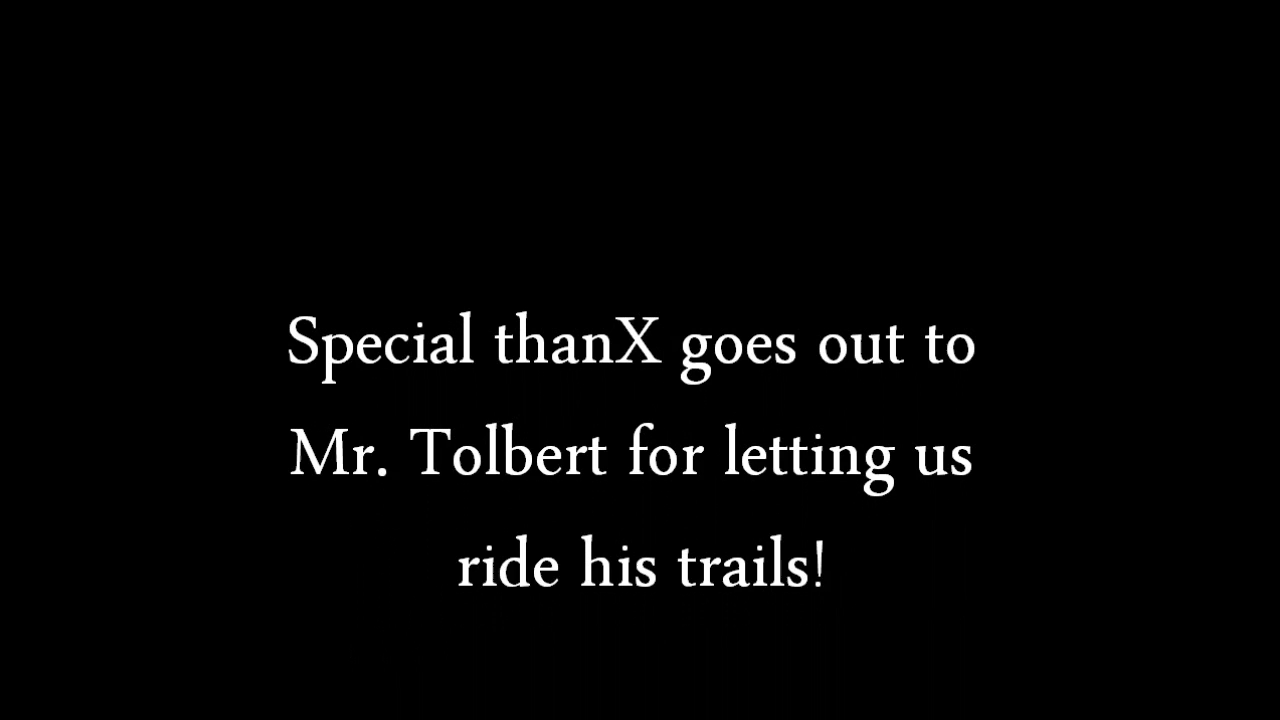 Special thanX goes out to
Mr. Tolbert for letting us
ride his trails!